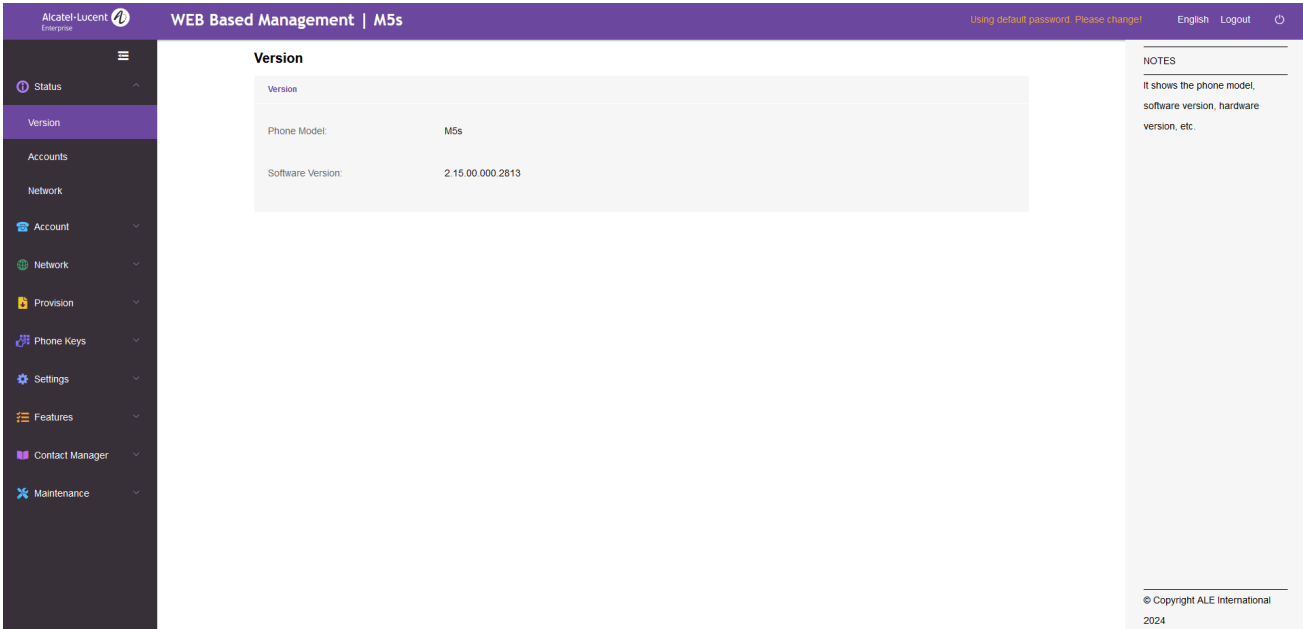 Alcatel-Lucent
Enterprise
WEB Based Management | M5s
Using default password. Please change!
English
Logout
Status
Version
Accounts
Network
Account
Network
Provision
Phone Keys
Settings
Features
Contact Manager
Maintenance
Version
Version
Phone Model: M5s
Software Version: 2.15.00.000.2813
NOTES
It shows the phone model,
software version, hardware
version, etc.
© Copyright ALE International
2024